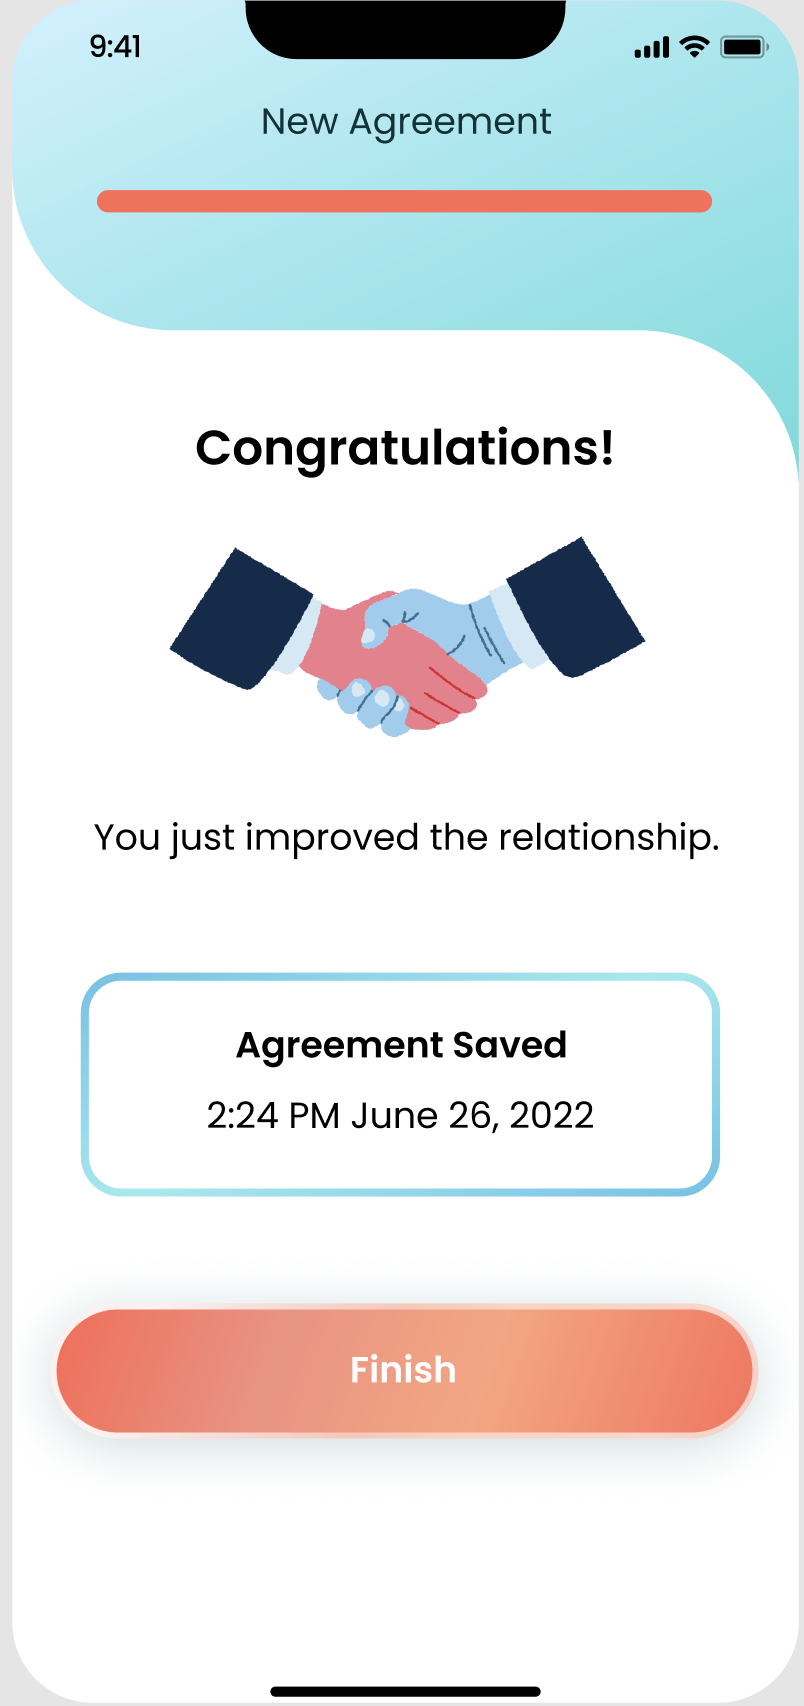 9:41
New Agreement
Congratulations!
You just improved the relationship.
Agreement Saved
2:24 PM June 26, 2022
Finish